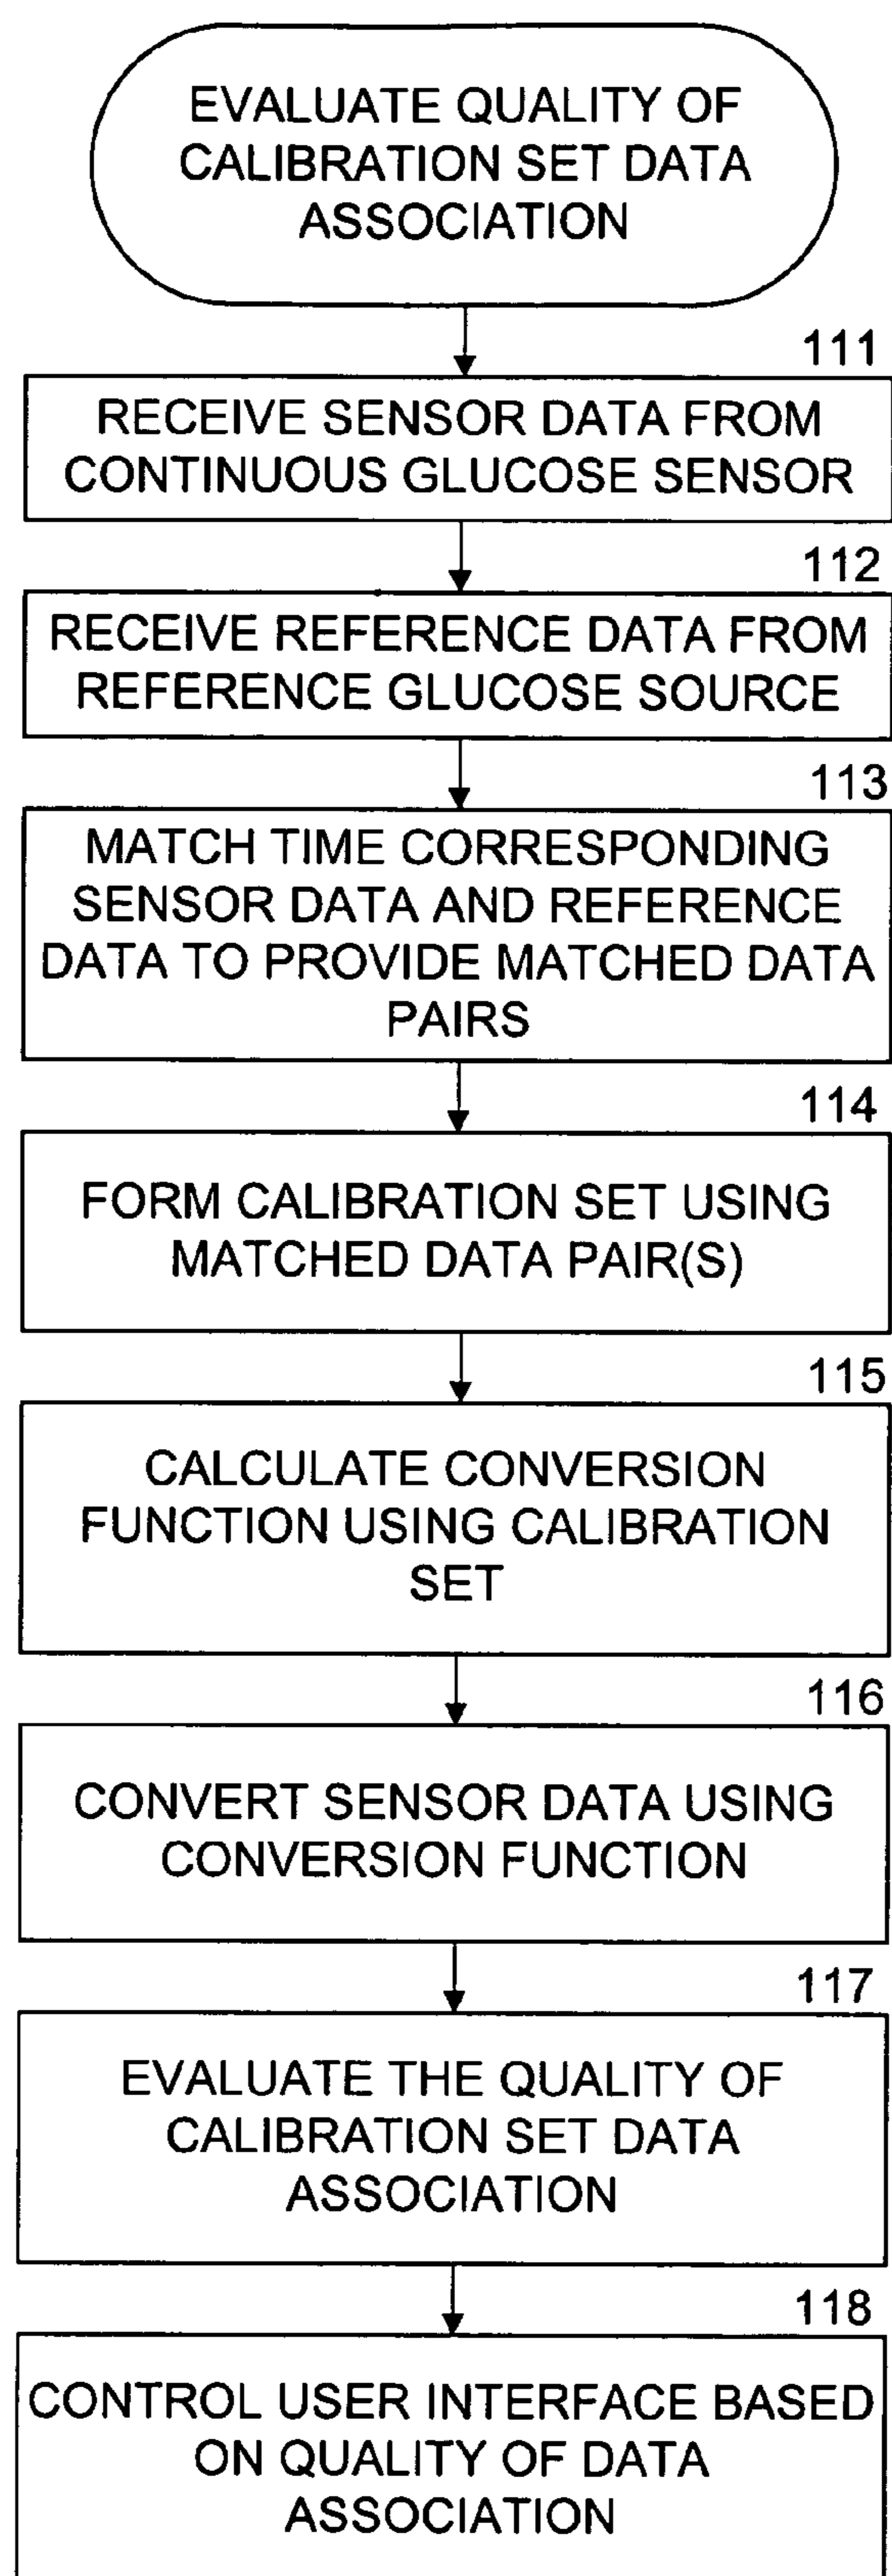 EVALUATE QUALITY OF
CALIBRATION SET DATA
ASSOCIATION
111
RECEIVE SENSOR DATA FROM
CONTINUOUS GLUCOSE SENSOR
112
RECEIVE REFERENCE DATA FROM
REFERENCE GLUCOSE SOURCE
113
MATCH TIME CORRESPONDING
SENSOR DATA AND REFERENCE
DATA TO PROVIDE MATCHED DATA
PAIRS
114
FORM CALIBRATION SET USING
MATCHED DATA PAIR(S)
115
CALCULATE CONVERSION
FUNCTION USING CALIBRATION
SET
116
CONVERT SENSOR DATA USING
CONVERSION FUNCTION
117
EVALUATE THE QUALITY OF
CALIBRATION SET DATA
ASSOCIATION
118
CONTROL USER INTERFACE BASED
ON QUALITY OF DATA
ASSOCIATION